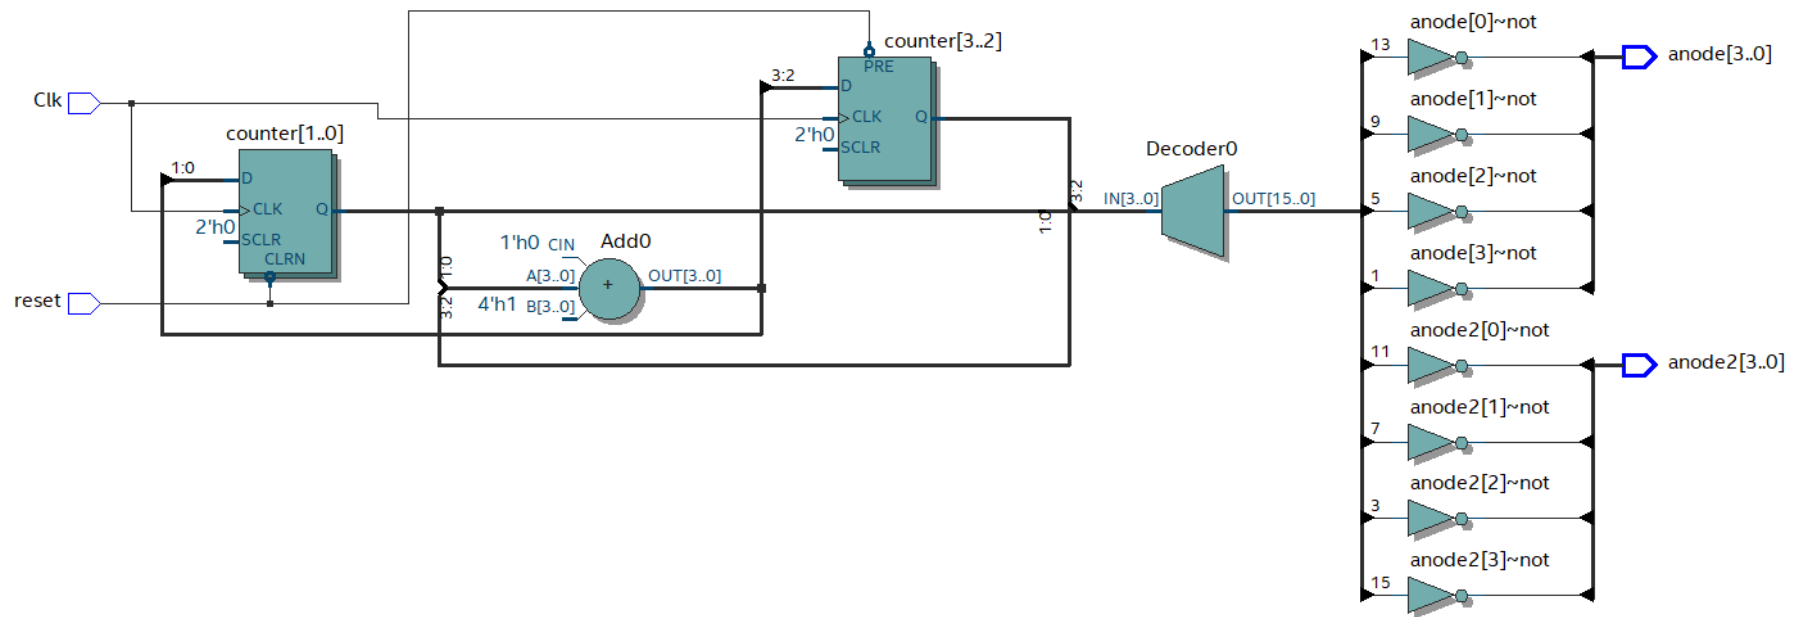 Clk
reset
counter[1..0]
1:0
D
CLK
Q
2'h0
SCLR
CLRN
1:0
3:2
1'h0 CIN
Add0
A[3..0]
+
OUT[3..0]
4'h1 B[3..0]
counter[3..2]
PRE
3:2
D
CLK
Q
2'h0
SCLR
3:2
1:0
Decoder0
IN[3..0]
OUT[15..0]
anode[0]~not
13
anode[3..0]
anode[1]~not
9
anode[2]~not
5
anode[3]~not
1
anode2[0]~not
11
anode2[3..0]
anode2[1]~not
7
anode2[2]~not
3
anode2[3]~not
15